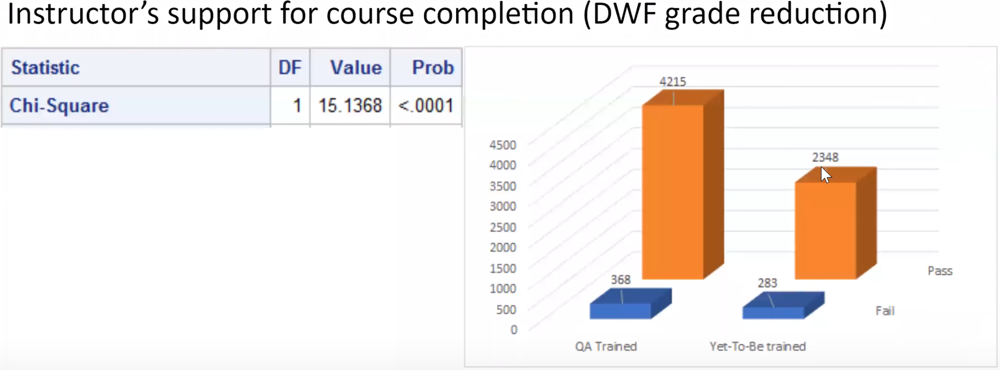 Instructor’s support for course completion (DWF grade reduction)
Statistic DF Value Prob
Chi-Square 1 15.1368 <.0001
4215
2348
368
283
4500
4000
3500
3000
2500
2000
1500
1000
500
0
Pass
Fail
QA Trained
Yet-To-Be trained